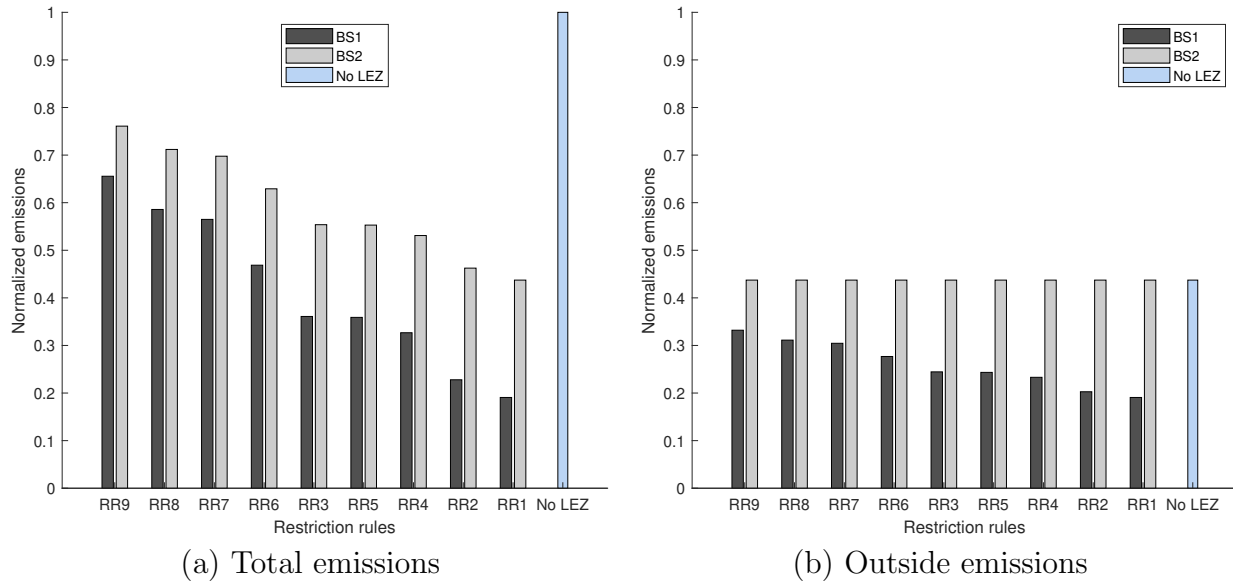 1
0.9
0.8
0.7
0.6
0.5
0.4
0.3
0.2
0.1
0
Normalized emissions
BS1
BS2
No LEZ
RR9 RR8 RR7 RR6 RR3 RR5 RR4 RR2 RR1 No LEZ
Restriction rules
(a) Total emissions
1
0.9
0.8
0.7
0.6
0.5
0.4
0.3
0.2
0.1
0
Normalized emissions
BS1
BS2
No LEZ
RR9 RR8 RR7 RR6 RR3 RR5 RR4 RR2 RR1 No LEZ
Restriction rules
(b) Outside emissions